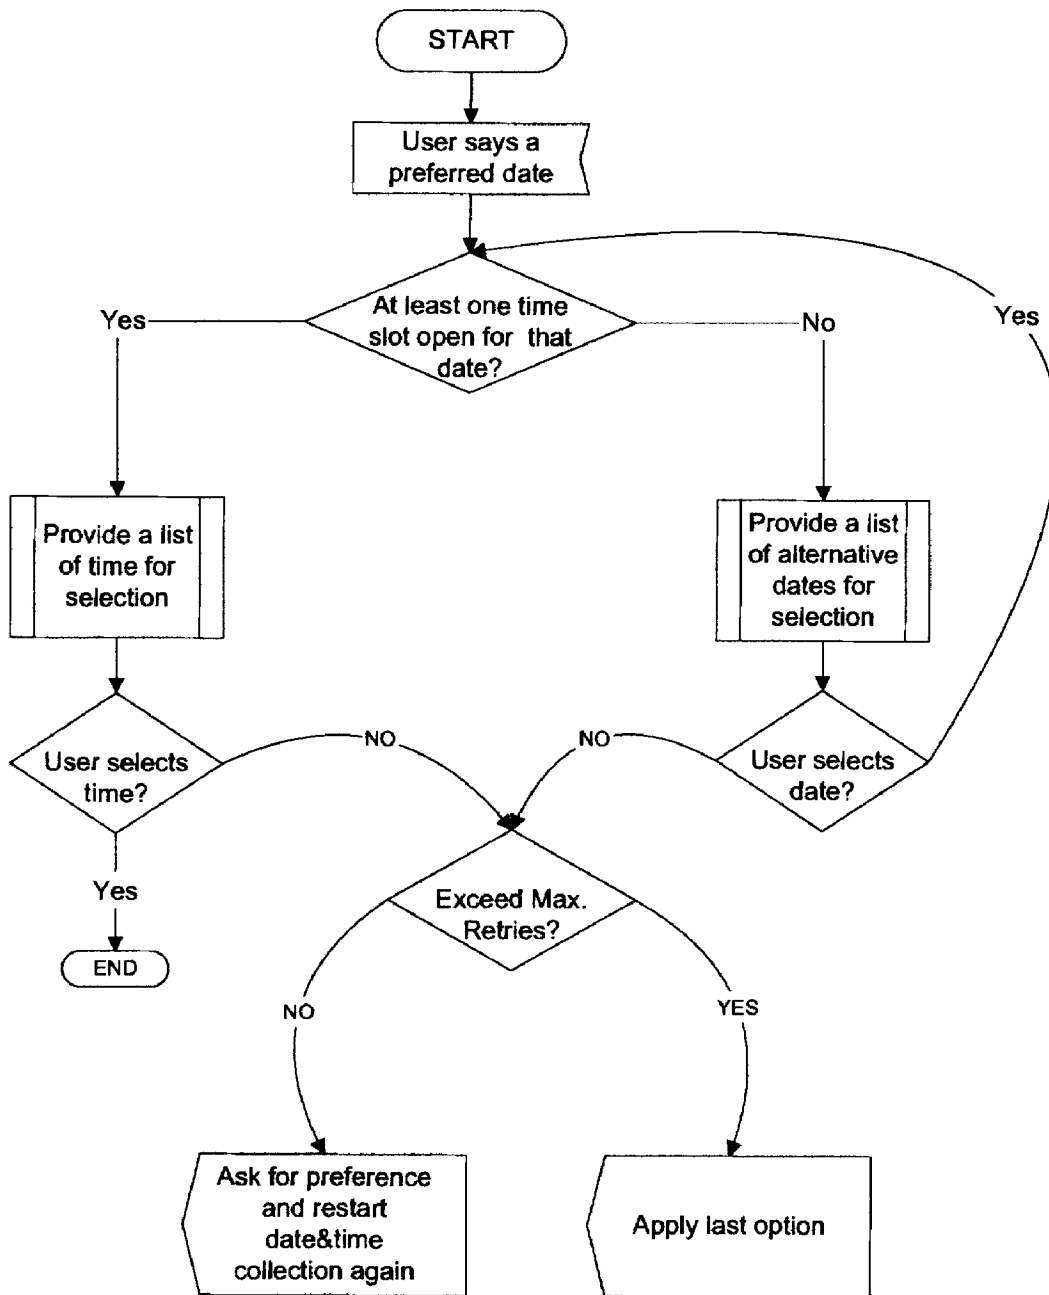 START
User says a
preferred date
At least one time
slot open for that
date?
Yes
No
Yes
Provide a list
of time for
selection
Provide a list
of alternative
dates for
selection
User selects
time?
NO
NO
User selects
date?
Yes
END
Exceed Max.
Retries?
NO
YES
Ask for preference
and restart
date&time
collection again
Apply last option